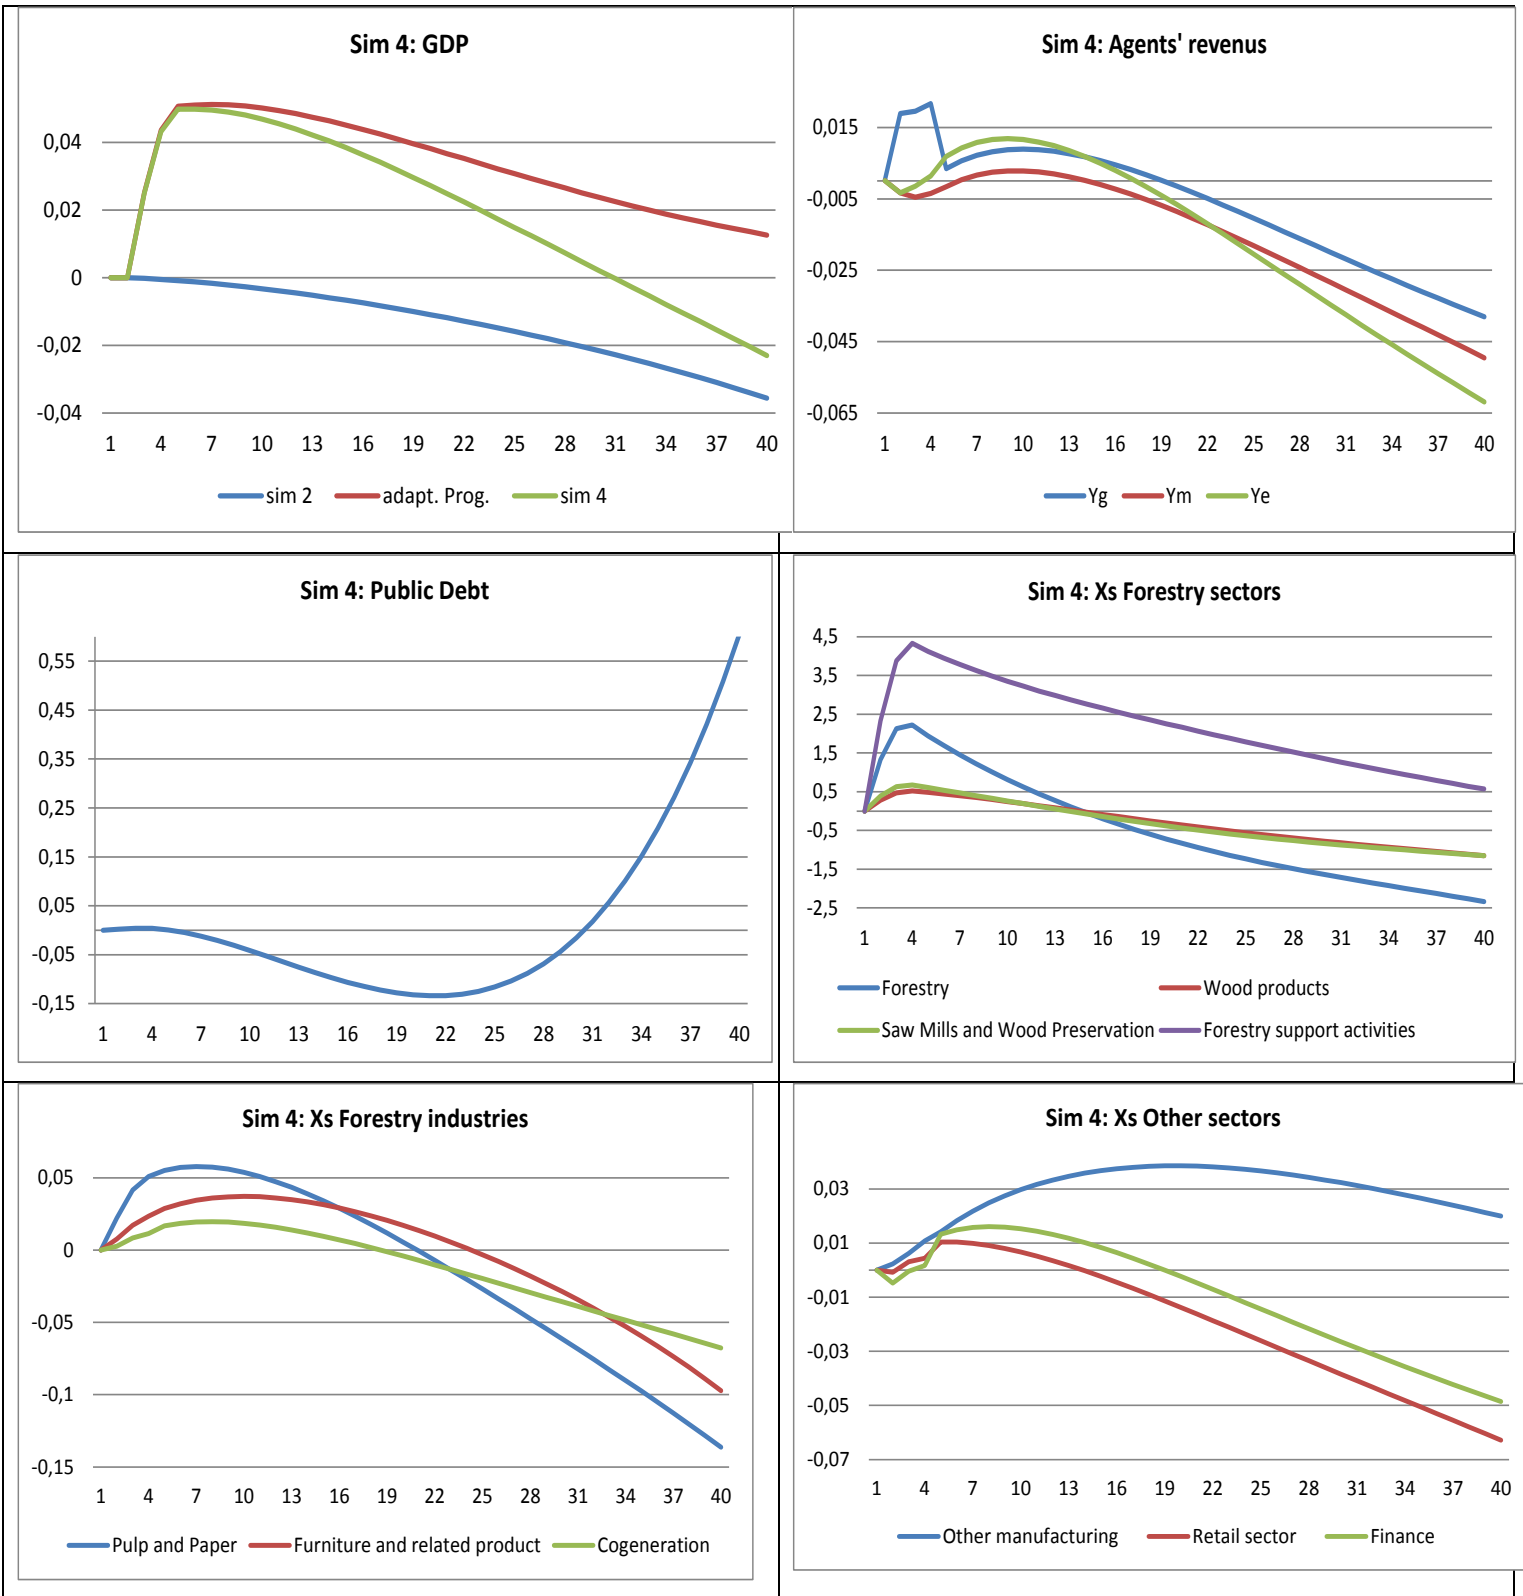 Sim 4: GDP
0,04
0,02
0
-0,02
-0,04
1 4 7 10 13 16 19 22 25 28 31 34 37 40
sim 2 adapt. Prog. sim 4
Sim 4: Agents' revenus
0,015
-0,005
-0,025
-0,045
-0,065
1 4 7 10 13 16 19 22 25 28 31 34 37 40
Yg Ym Ye
Sim 4: Public Debt
0,55
0,45
0,35
0,25
0,15
0,05
-0,05
-0,15
1 4 7 10 13 16 19 22 25 28 31 34 37 40
Sim 4: Xs Forestry sectors
4,5
3,5
2,5
1,5
0,5
-0,5
-1,5
-2,5
1 4 7 10 13 16 19 22 25 28 31 34 37 40
Forestry Wood products
Saw Mills and Wood Preservation Forestry support activities
Sim 4: Xs Forestry industries
0,05
0
-0,05
-0,1
-0,15
1 4 7 10 13 16 19 22 25 28 31 34 37 40
Pulp and Paper Furniture and related product Cogeneration
Sim 4: Xs Other sectors
0,03
0,01
-0,01
-0,03
-0,05
-0,07
1 4 7 10 13 16 19 22 25 28 31 34 37 40
Other manufacturing Retail sector Finance